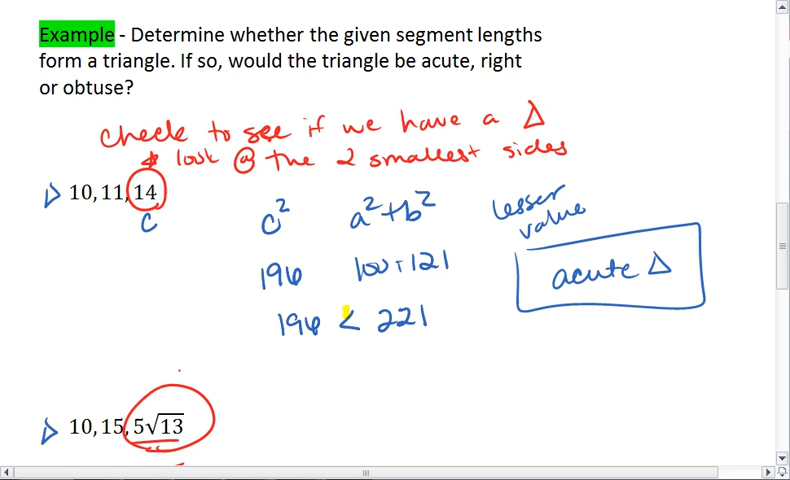 Example - Determine whether the given segment lengths
form a triangle. If so, would the triangle be acute, right
or obtuse?
check to see if we have a Δ
* look @ the 2 smallest sides
10, 11, 14
c
c² a²+b²
lesser
value
196 100+121
acute Δ
196 < 221
10, 15, 5√13